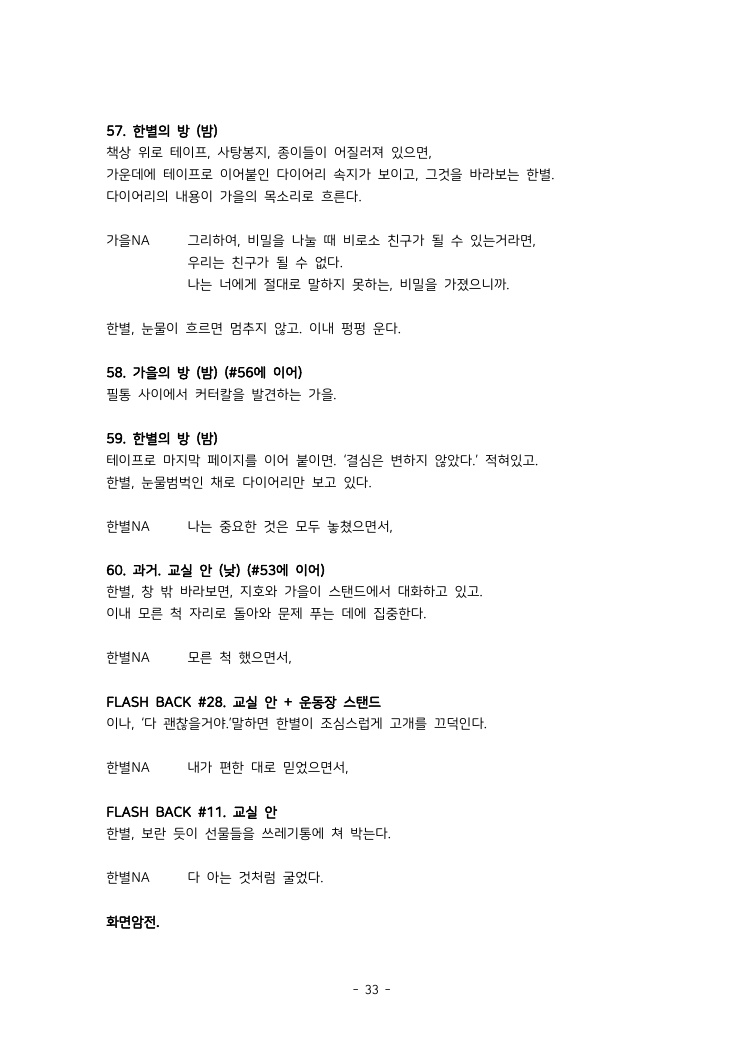 57. 한별의 방 (밤)
책상 위로 테이프, 사탕봉지, 종이들이 어질러져 있으면,
가운데에 테이프로 이어붙인 다이어리 속지가 보이고, 그것을 바라보는 한별.
다이어리의 내용이 가을의 목소리로 흐른다.
가을NA 그리하여, 비밀을 나눌 때 비로소 친구가 될 수 있는거라면,
우리는 친구가 될 수 없다.
나는 너에게 절대로 말하지 못하는, 비밀을 가졌으니까.
한별, 눈물이 흐르면 멈추지 않고. 이내 펑펑 운다.
58. 가을의 방 (밤) (#56에 이어)
필통 사이에서 커터칼을 발견하는 가을.
59. 한별의 방 (밤)
테이프로 마지막 페이지를 이어 붙이면. ‘결심은 변하지 않았다.’ 적혀있고.
한별, 눈물범벅인 채로 다이어리만 보고 있다.
한별NA 나는 중요한 것은 모두 놓쳤으면서,
60. 과거. 교실 안 (낮) (#53에 이어)
한별, 창 밖 바라보면, 지호와 가을이 스탠드에서 대화하고 있고.
이내 모른 척 자리로 돌아와 문제 푸는 데에 집중한다.
한별NA 모른 척 했으면서,
FLASH BACK #28. 교실 안 + 운동장 스탠드
이나, ‘다 괜찮을거야.’말하면 한별이 조심스럽게 고개를 끄덕인다.
한별NA 내가 편한 대로 믿었으면서,
FLASH BACK #11. 교실 안
한별, 보란 듯이 선물들을 쓰레기통에 쳐 박는다.
한별NA 다 아는 것처럼 굴었다.
화면암전.
- 33 -